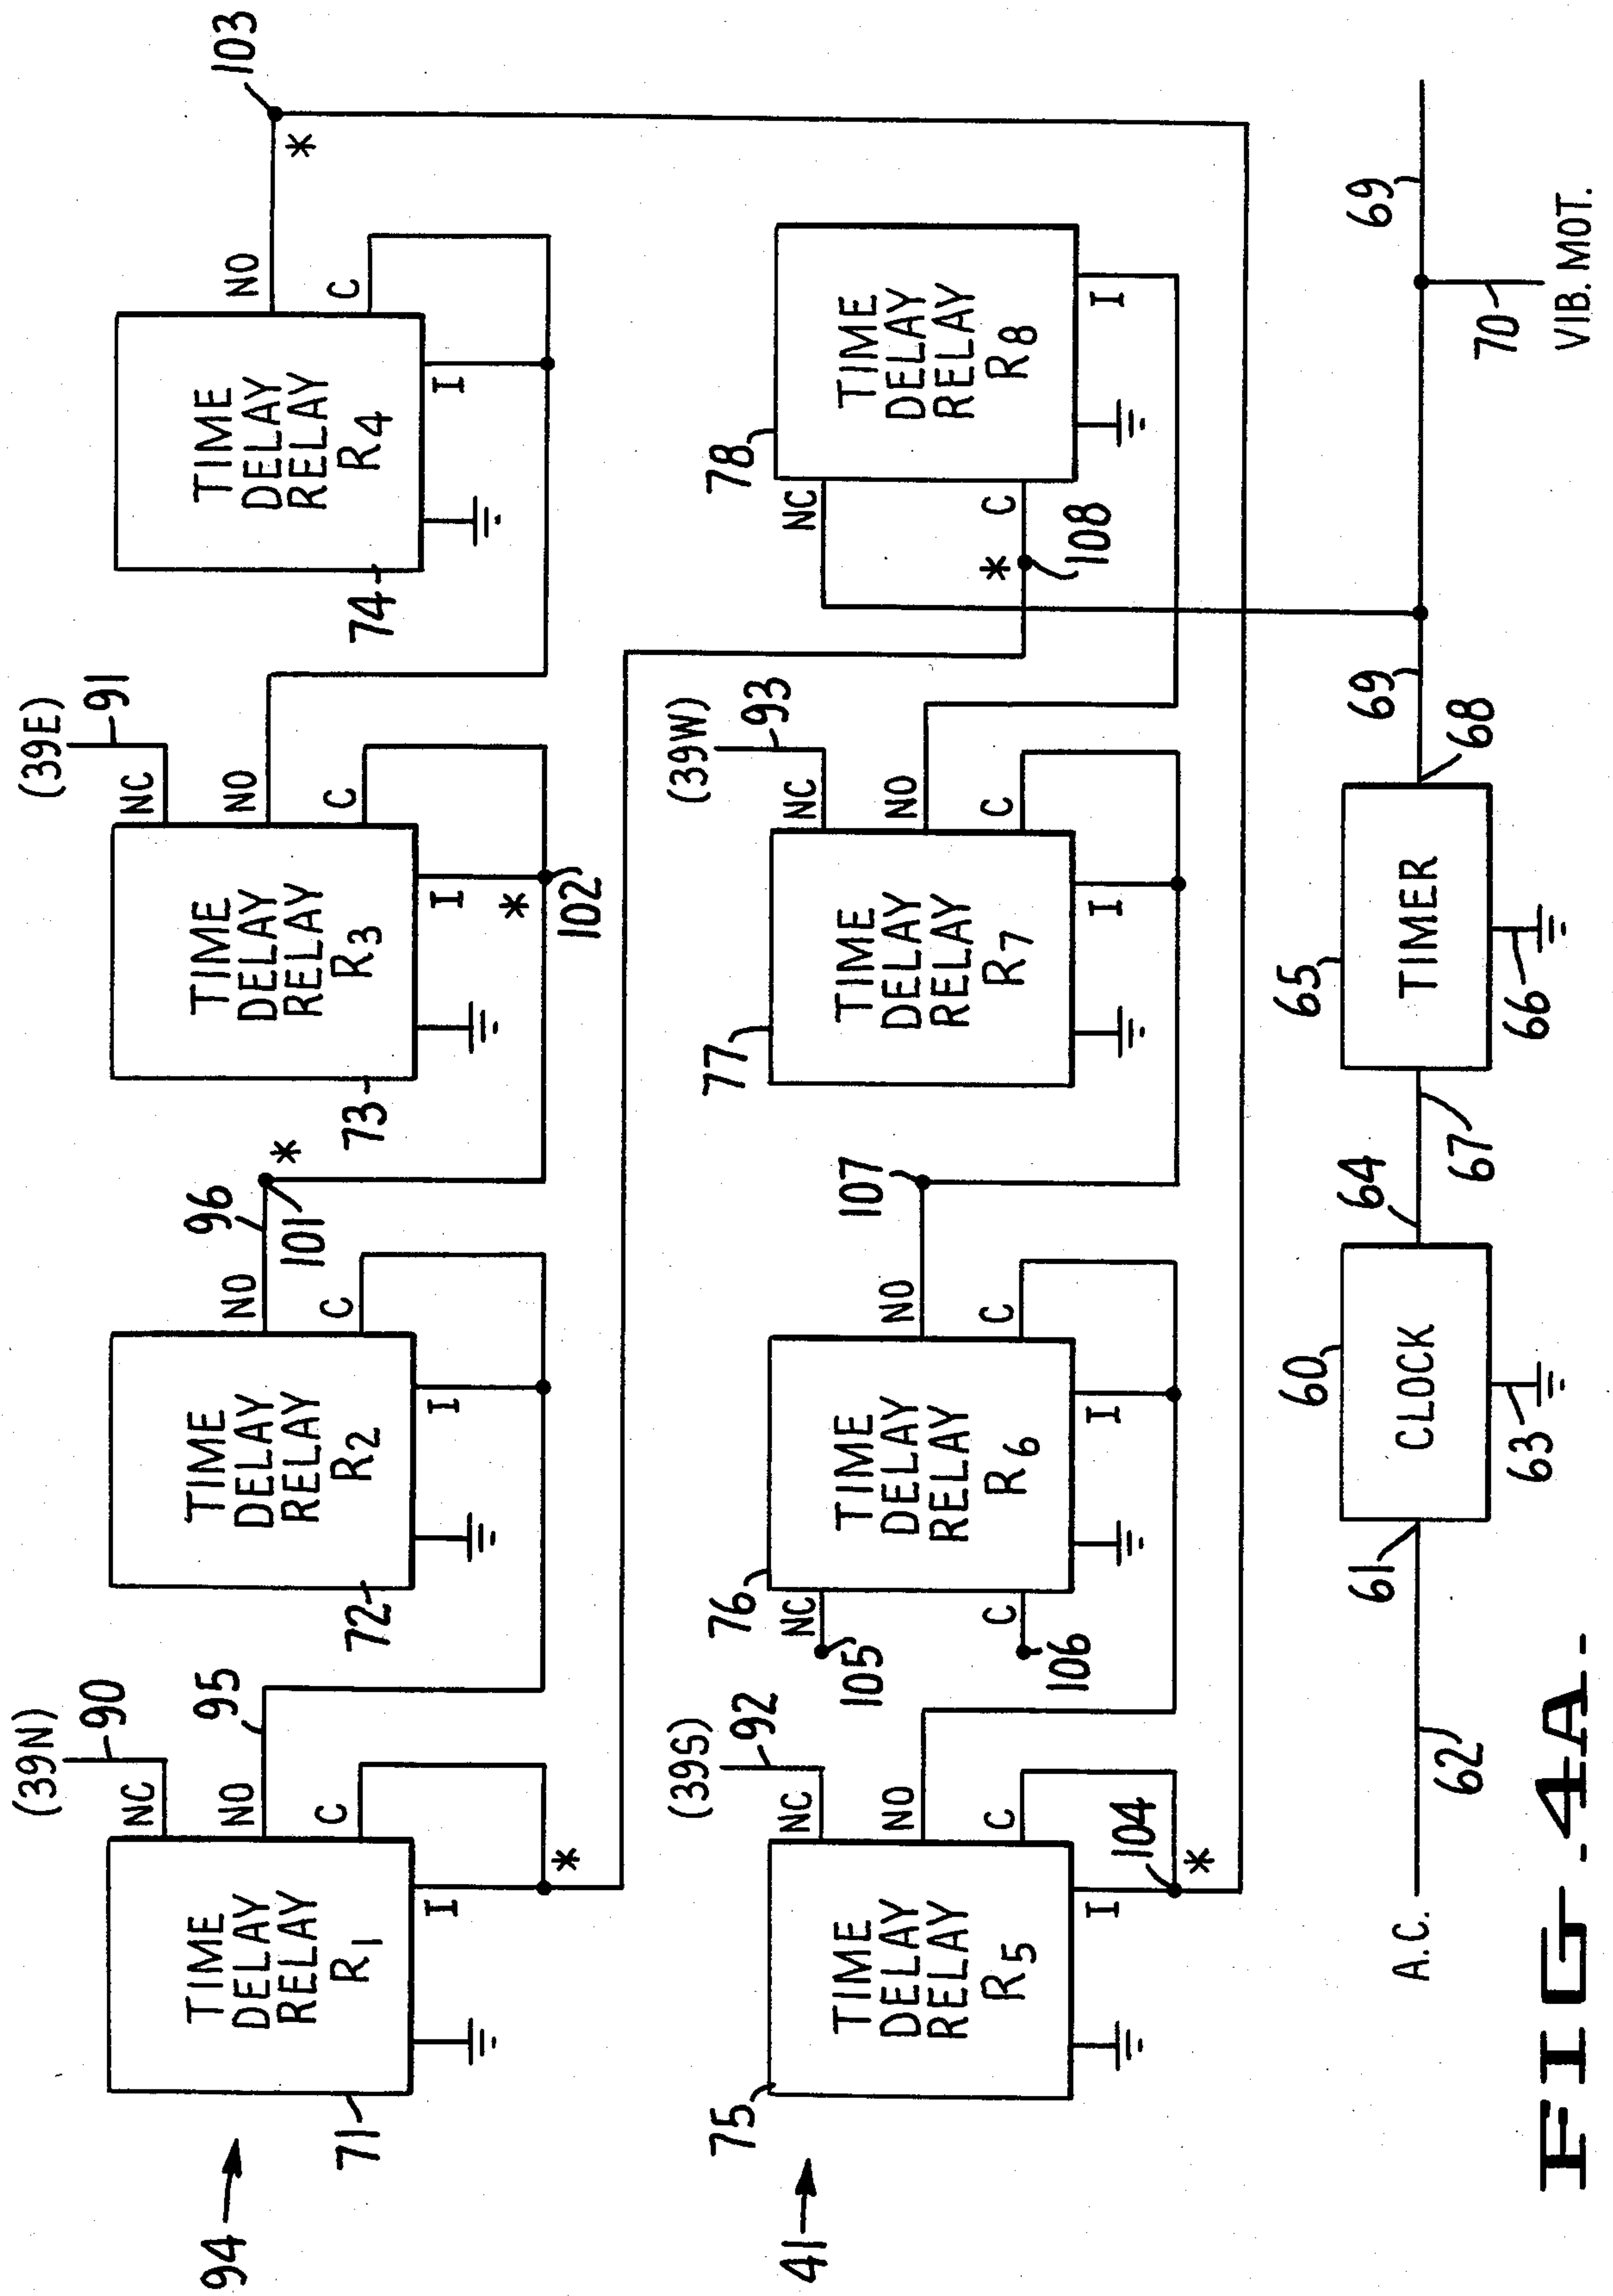 94
(39N)
90
NC
95
NO
C
I
*
TIME
DELAY
RELAY
R1
71
TIME
DELAY
RELAY
R2
72
NO
C
I
96
101
*
(39E)
91
NC
NO
C
I
*
102
TIME
DELAY
RELAY
R3
73
TIME
DELAY
RELAY
R4
74
NO
C
I
103
*
41
(39S)
92
NC
NO
C
I
104
*
TIME
DELAY
RELAY
R5
75
76
NC
105
C
106
TIME
DELAY
RELAY
R6
NO
C
I
107
(39W)
93
NC
NO
C
I
TIME
DELAY
RELAY
R7
77
78
NC
C
*
108
TIME
DELAY
RELAY
R8
I
A.C.
62
61
60
CLOCK
63
64
67
65
TIMER
66
68
69
69
70
VIB. MOT.
FIG.-4A.